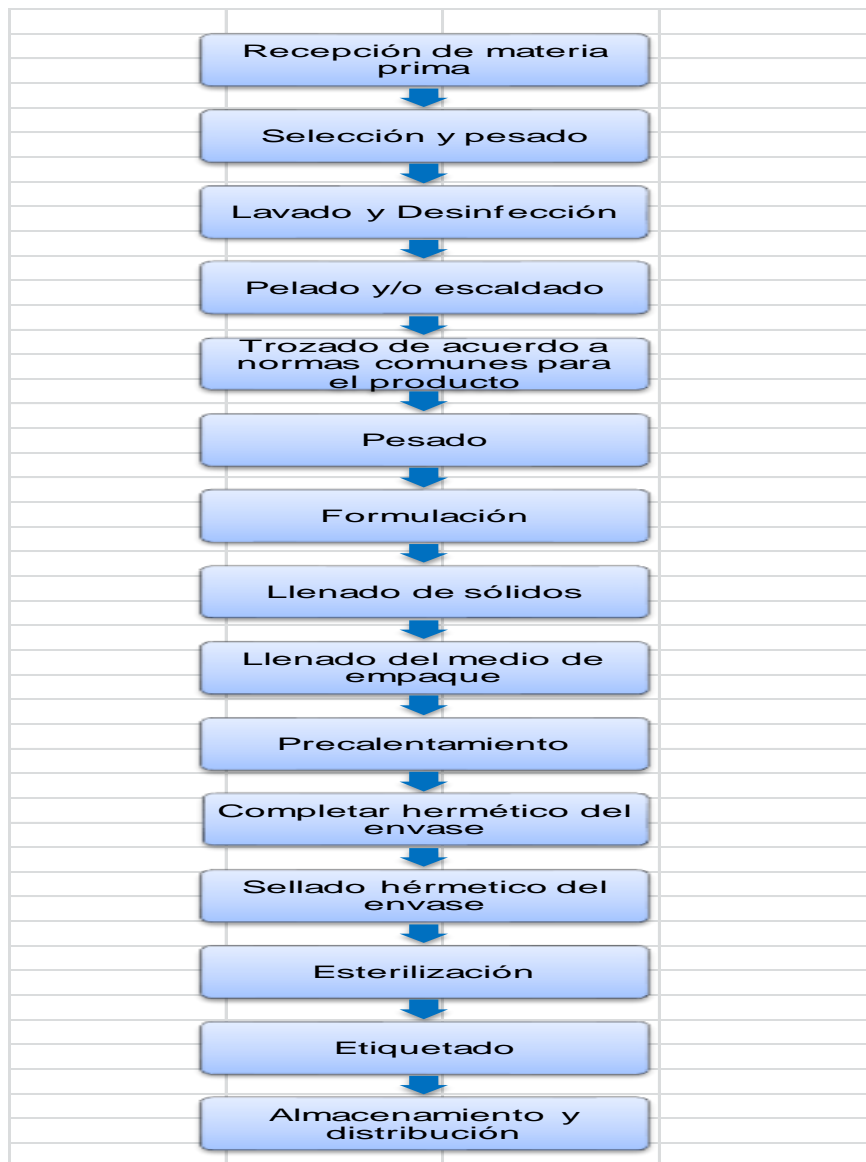 Recepción de materia
prima
Selección y pesado
Lavado y Desinfección
Pelado y/o escaldado
Trozado de acuerdo a
normas comunes para
el producto
Pesado
Formulación
Llenado de sólidos
Llenado del medio de
empaque
Precalentamiento
Completar hermético del
envase
Sellado hérmetico del
envase
Esterilización
Etiquetado
Almacenamiento y
distribución